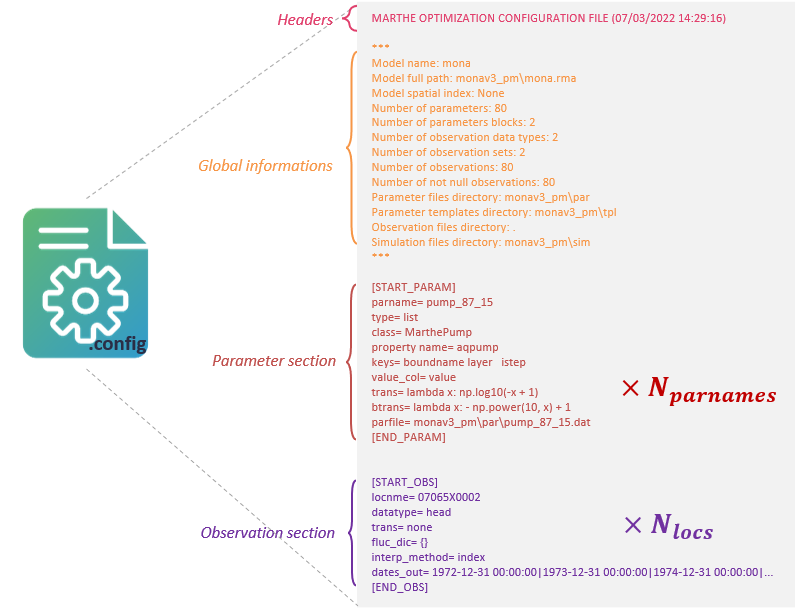 Headers
MARTHE OPTIMIZATION CONFIGURATION FILE (07/03/2022 14:29:16)
Global informations
***
Model name: mona
Model full path: monav3_pm\mona.rma
Model spatial index: None
Number of parameters: 80
Number of parameters blocks: 2
Number of observation data types: 2
Number of observation sets: 2
Number of observations: 80
Number of not null observations: 80
Parameter files directory: monav3_pm\par
Parameter templates directory: monav3_pm\tpl
Observation files directory: .
Simulation files directory: monav3_pm\sim
***
.config
Parameter section
[START_PARAM]
parname= pump_87_15
type= list
class= MarthePump
property name= aqpump
keys= boundname layer istep
value_col= value
trans= lambda x: np.log10(-x + 1)
btrans= lambda x: - np.power(10, x) + 1
parfile= monav3_pm\par\pump_87_15.dat
[END_PARAM]
× N_parnames
Observation section
[START_OBS]
locnme= 07065X0002
datatype= head
trans= none
fluc_dic= {}
interp_method= index
dates_out= 1972-12-31 00:00:00|1973-12-31 00:00:00|1974-12-31 00:00:00|...
[END_OBS]
× N_locs